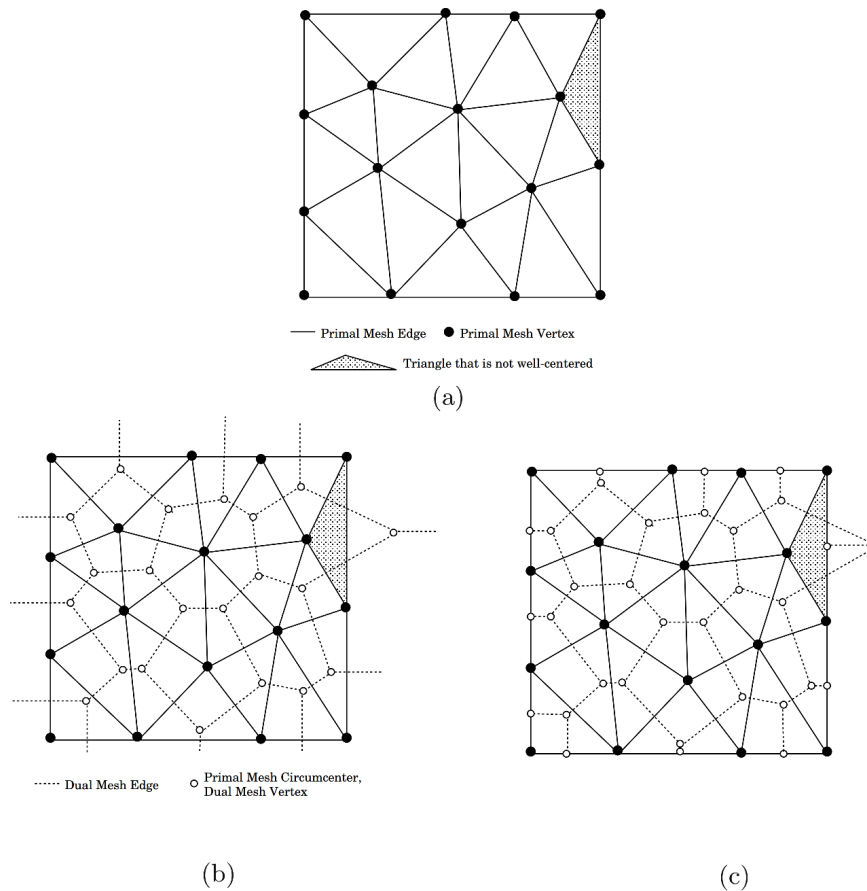 Primal Mesh Edge Primal Mesh Vertex
Triangle that is not well-centered
(a)
Dual Mesh Edge
Primal Mesh Circumcenter,
Dual Mesh Vertex
(b)
(c)